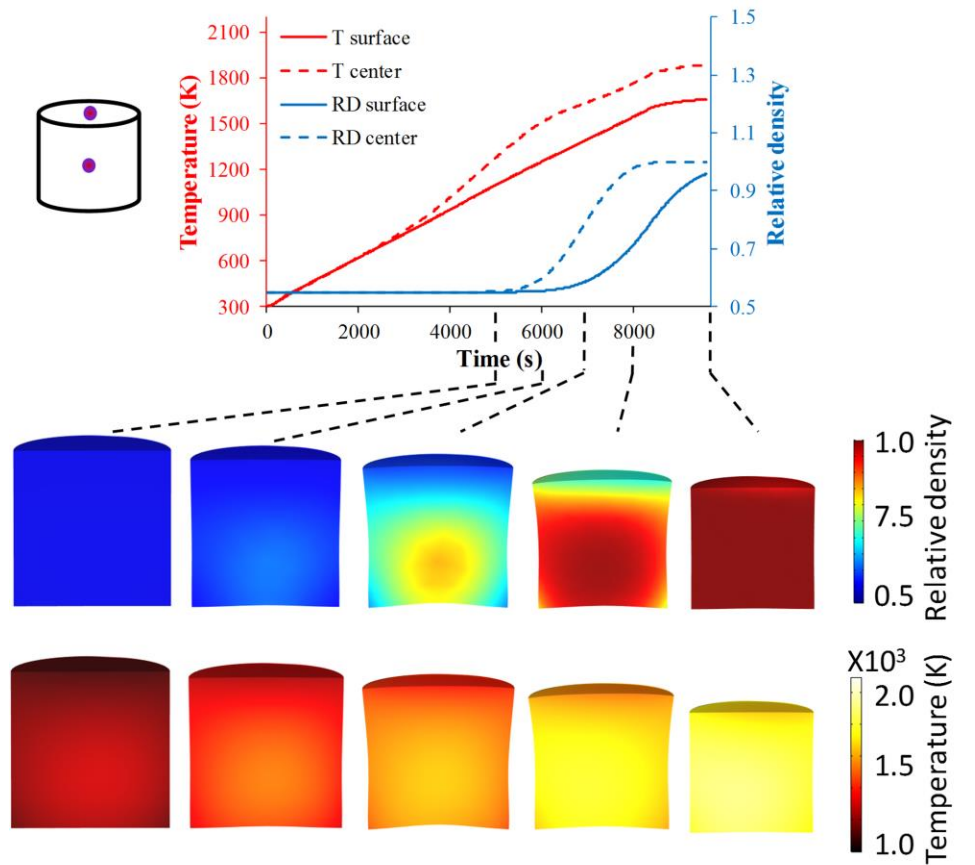 2100
1800
1500
1200
900
600
300
Temperature (K)
T surface
T center
RD surface
RD center
1.5
1.3
1.1
0.9
0.7
0.5
Relative density
0
2000
4000
6000
8000
Time (s)
1.0
7.5
0.5
Relative density
X10³
2.0
1.5
1.0
Temperature (K)